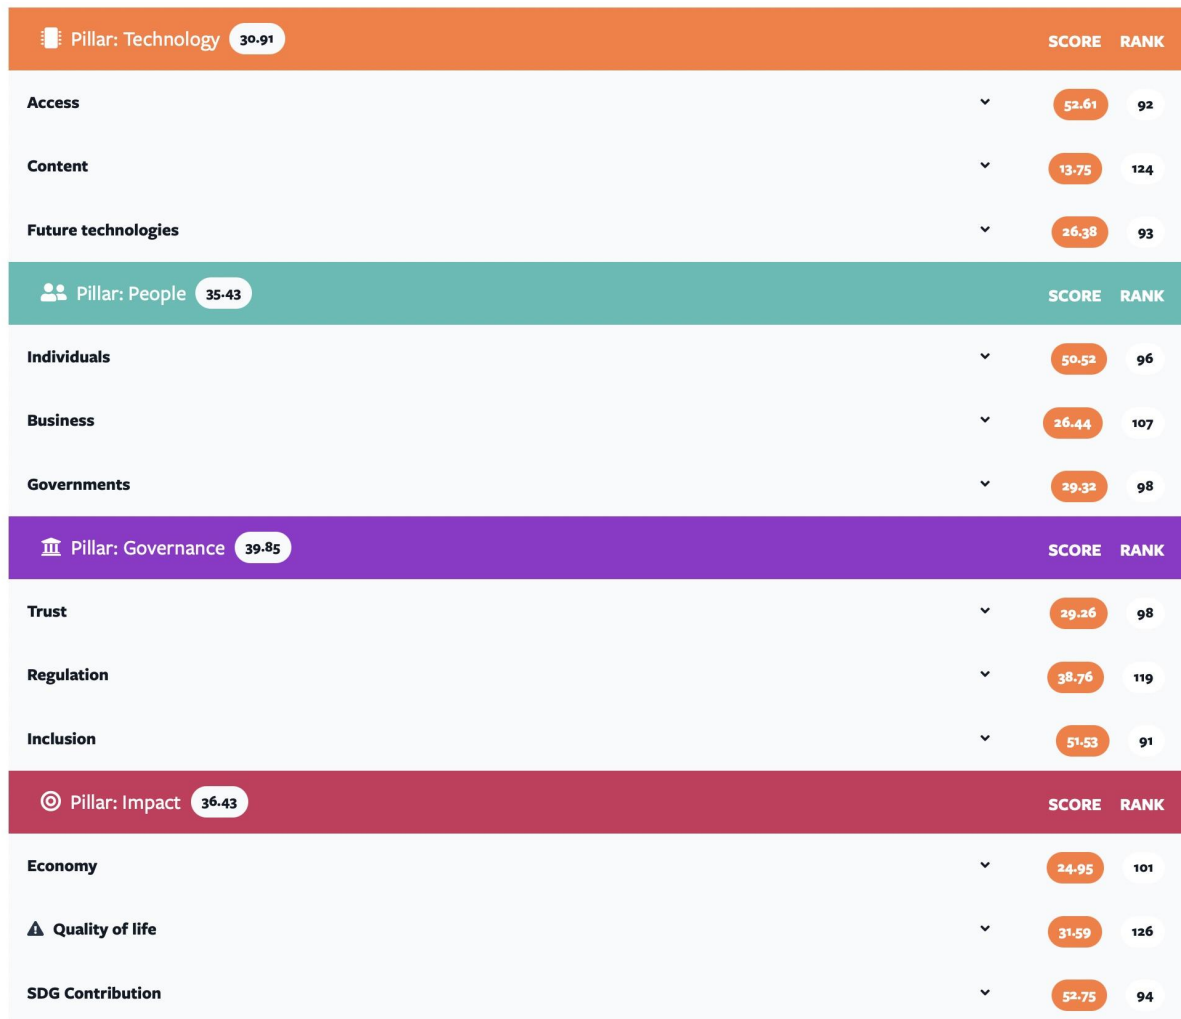 Pillar: Technology 30.91 SCORE RANK
Access 52.61 92
Content 13.75 124
Future technologies 26.38 93
Pillar: People 35.43 SCORE RANK
Individuals 50.52 96
Business 26.44 107
Governments 29.32 98
Pillar: Governance 39.85 SCORE RANK
Trust 29.26 98
Regulation 38.76 119
Inclusion 51.53 91
Pillar: Impact 36.43 SCORE RANK
Economy 24.95 101
Quality of life 31.59 126
SDG Contribution 52.75 94